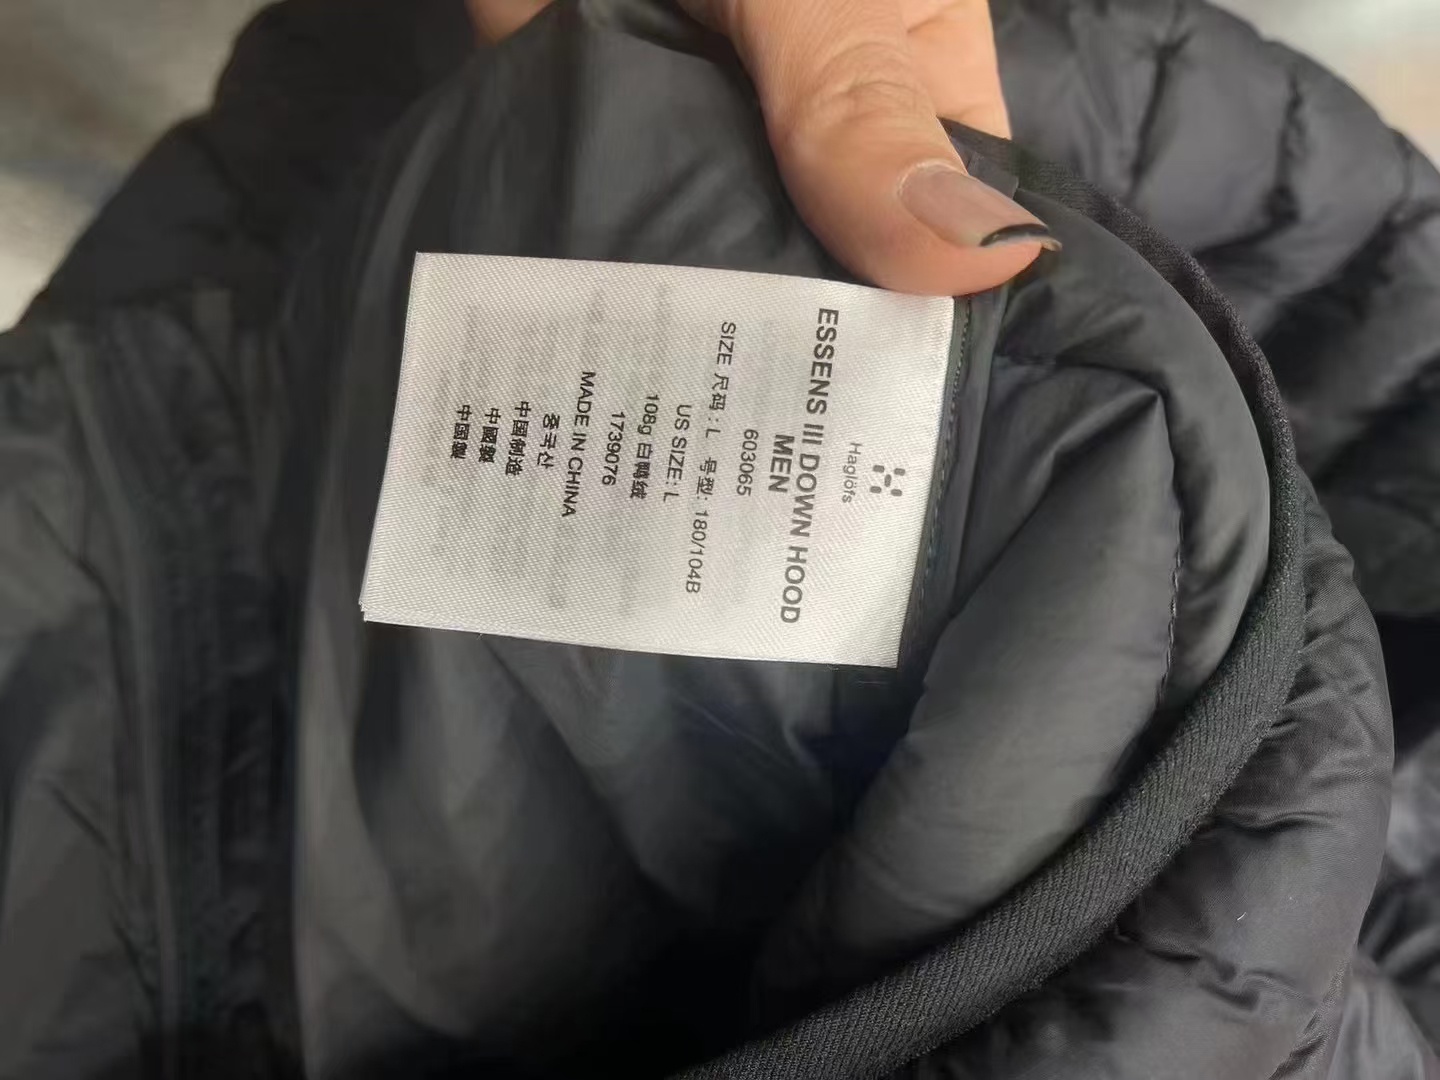 Haglöfs
ESSENS III DOWN HOOD
MEN
603065
SIZE 尺码: L 号型: 180/104B
US SIZE: L
108g 白鸭绒
1739076
MADE IN CHINA
중국산
中国制造
中國製
中国製